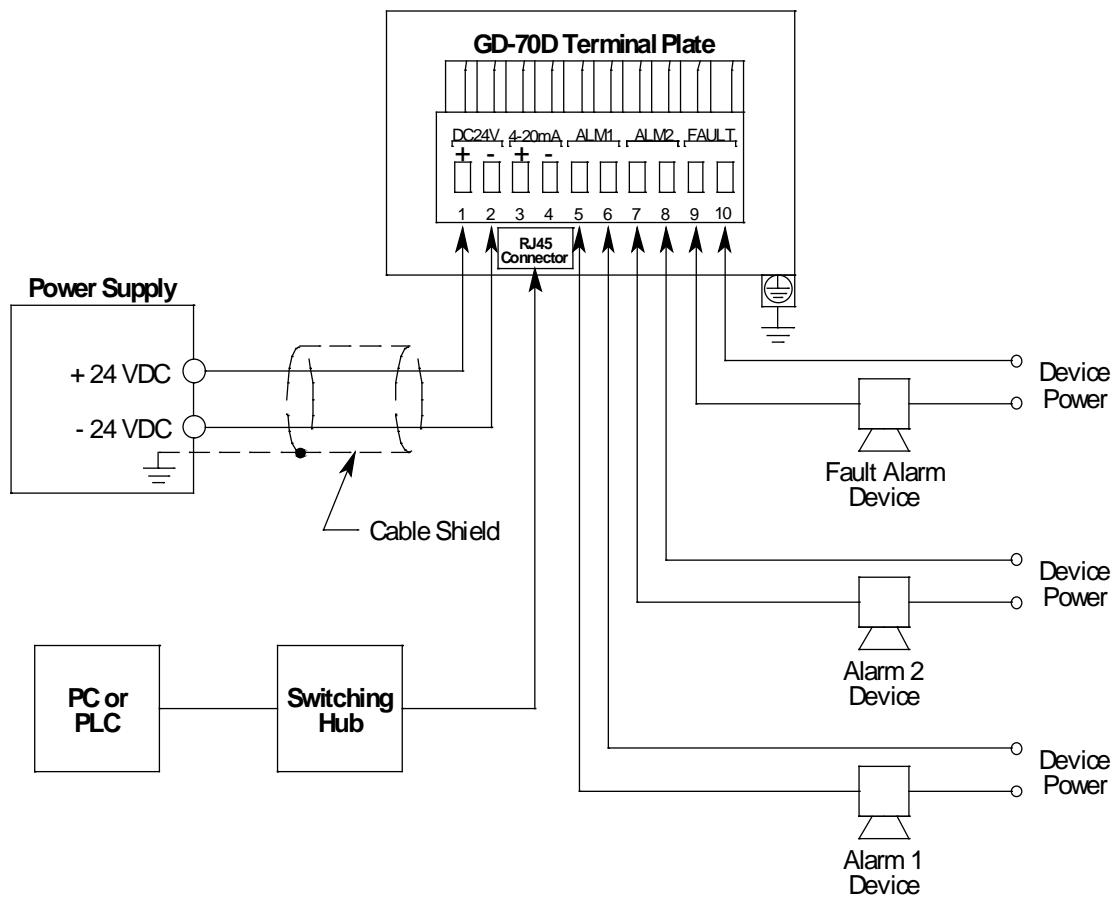 GD-70D Terminal Plate
DC24V 4-20mA ALM1 ALM2 FAULT
+ - + -
1 2 3 4 5 6 7 8 9 10
RJ45
Connector
Power Supply
+ 24 VDC
- 24 VDC
Cable Shield
Device
Power
Fault Alarm
Device
Device
Power
Alarm 2
Device
PC or
PLC
Switching
Hub
Device
Power
Alarm 1
Device